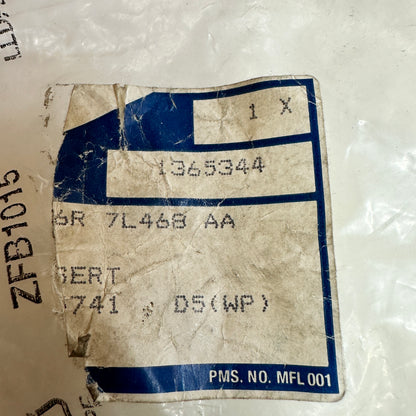 1 X
1365344
6R 7L468 AA
SERT
741 , D5(WP)
PMS. NO. MFL 001
ZFB1015